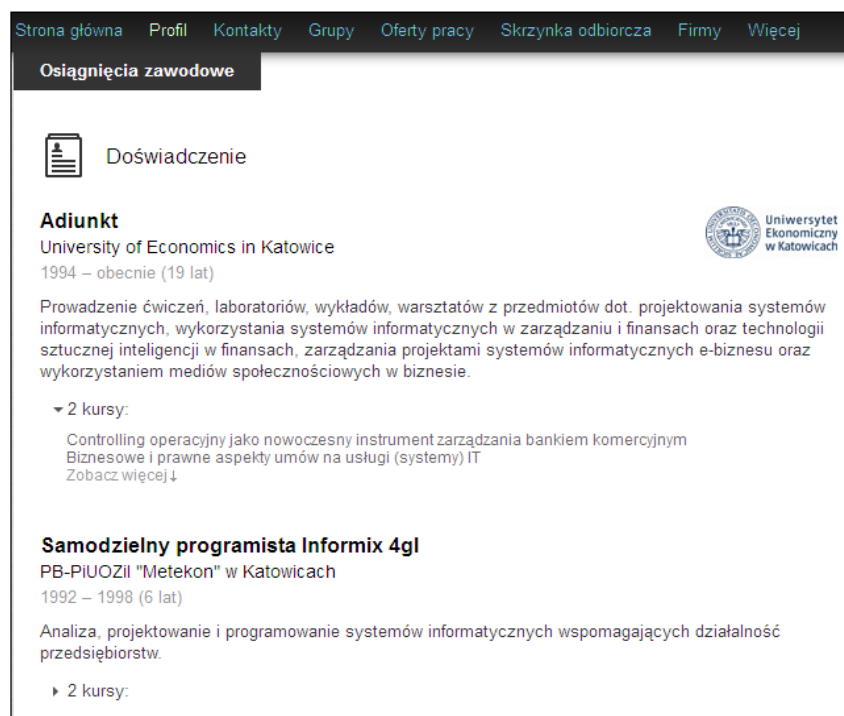 Strona główna Profil Kontakty Grupy Oferty pracy Skrzynka odbiorcza Firmy Więcej
Osiągnięcia zawodowe
Doświadczenie
Adiunkt
University of Economics in Katowice
1994 – obecnie (19 lat)
Uniwersytet
Ekonomiczny
w Katowicach
Prowadzenie ćwiczeń, laboratoriów, wykładów, warsztatów z przedmiotów dot. projektowania systemów
informatycznych, wykorzystania systemów informatycznych w zarządzaniu i finansach oraz technologii
sztucznej inteligencji w finansach, zarządzania projektami systemów informatycznych e-biznesu oraz
wykorzystaniem mediów społecznościowych w biznesie.
2 kursy:
Controlling operacyjny jako nowoczesny instrument zarządzania bankiem komercyjnym
Biznesowe i prawne aspekty umów na usługi (systemy) IT
Zobacz więcej↓
Samodzielny programista Informix 4gl
PB-PiUOZiI "Metekon" w Katowicach
1992 – 1998 (6 lat)
Analiza, projektowanie i programowanie systemów informatycznych wspomagających działalność
przedsiębiorstw.
2 kursy: